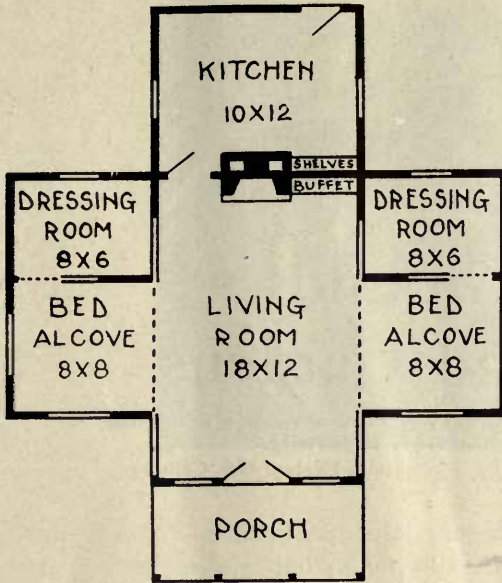 KITCHEN
10X12
SHELVES
BUFFET
DRESSING
ROOM
8X6
DRESSING
ROOM
8X6
BED
ALCOVE
8X8
LIVING
ROOM
18X12
BED
ALCOVE
8X8
PORCH